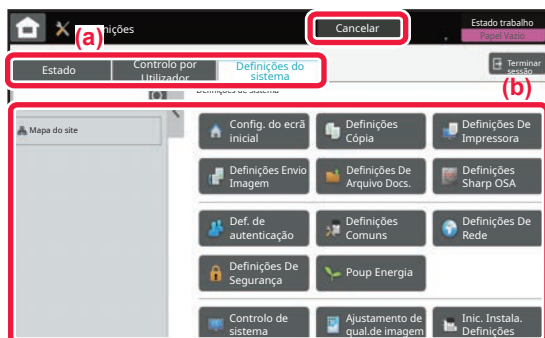 (a)
ições
Cancelar
Estado trabalho
Papel Vazio
Estado
Controlo por
Utilizador
Definições do
sistema
Terminar
sessão
(b)
Definições de sistema
Mapa do site
Config. do ecrã
inicial
Definições
Cópia
Definições De
Impressora
Definições Envio
Imagem
Definições De
Arquivo Docs.
Definições
Sharp OSA
Def. de
autenticação
Definições
Comuns
Definições De
Rede
Definições De
Segurança
Poup Energia
Controlo de
sistema
Ajustamento de
qual.de imagem
Inic. Instala.
Definições